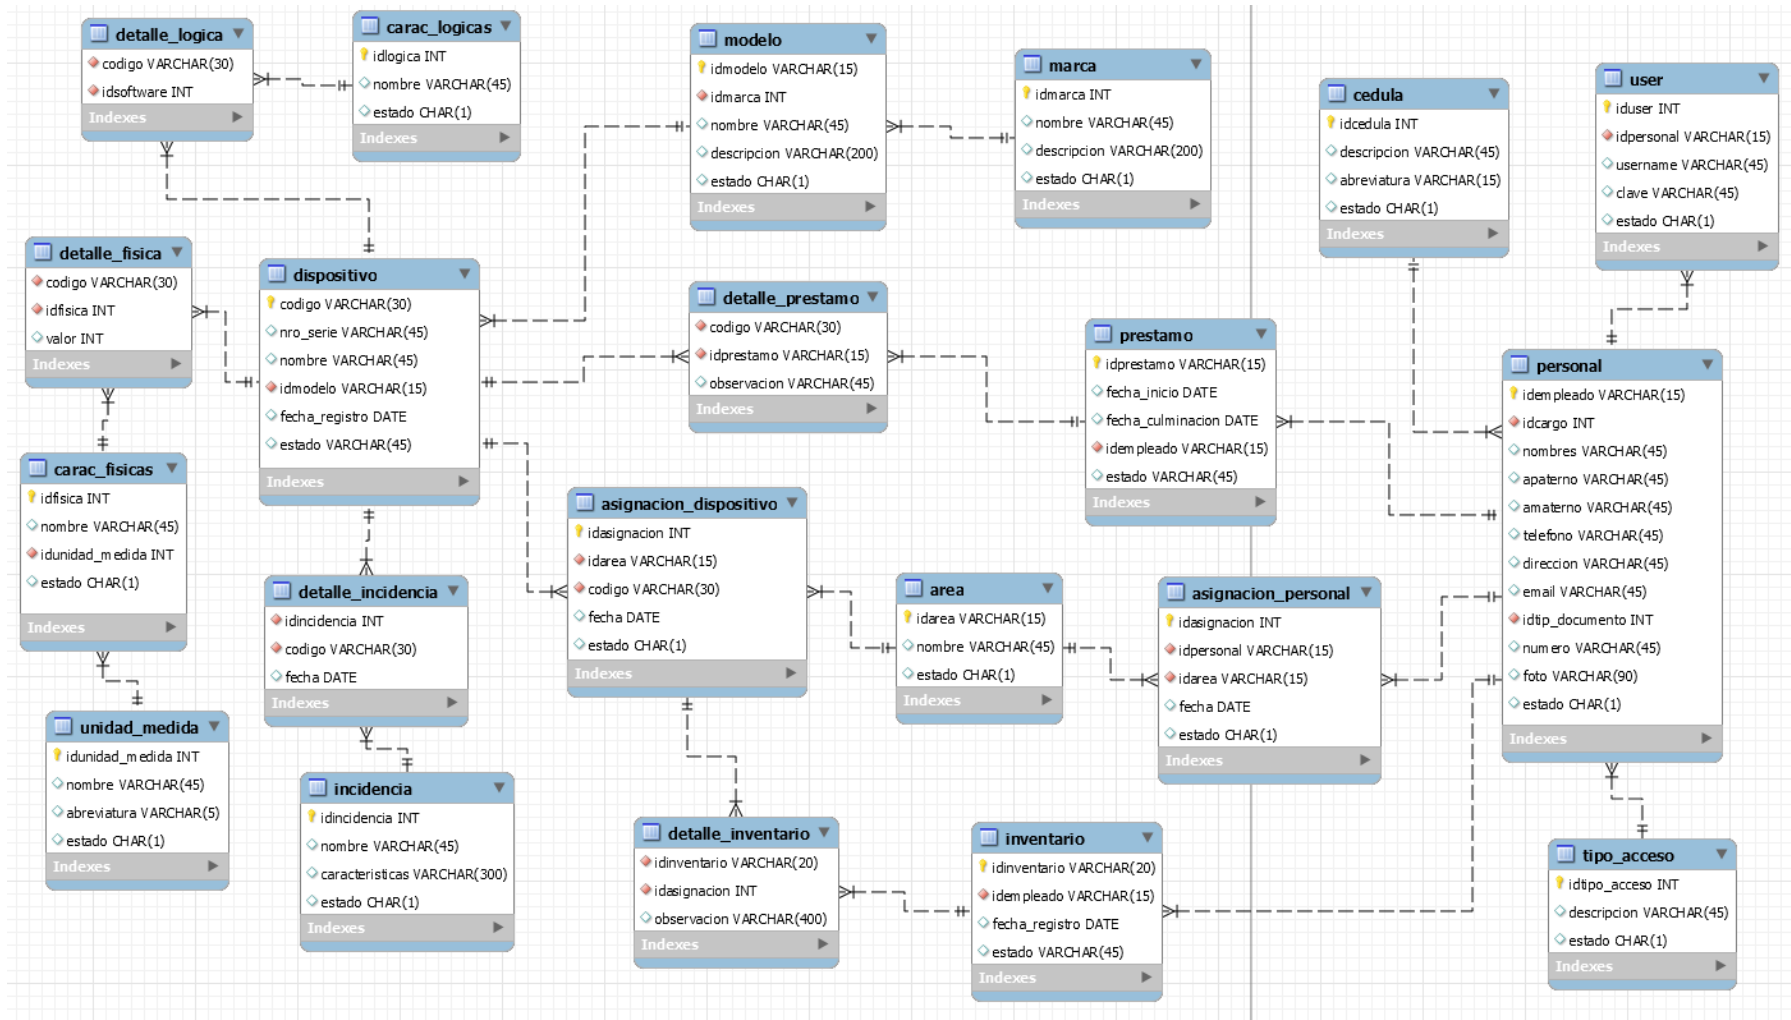 detalle_logica
codigo VARCHAR(30)
idsoftware INT
Indexes
carac_logicas
idlogica INT
nombre VARCHAR(45)
estado CHAR(1)
Indexes
modelo
idmodelo VARCHAR(15)
idmarca INT
nombre VARCHAR(45)
descripcion VARCHAR(200)
estado CHAR(1)
Indexes
marca
idmarca INT
nombre VARCHAR(45)
descripcion VARCHAR(200)
estado CHAR(1)
Indexes
cedula
idcedula INT
descripcion VARCHAR(45)
abreviatura VARCHAR(15)
estado CHAR(1)
Indexes
user
iduser INT
idpersonal VARCHAR(15)
username VARCHAR(45)
clave VARCHAR(45)
estado CHAR(1)
Indexes
detalle_fisica
codigo VARCHAR(30)
idfisica INT
valor INT
Indexes
dispositivo
codigo VARCHAR(30)
nro_serie VARCHAR(45)
nombre VARCHAR(45)
idmodelo VARCHAR(15)
fecha_registro DATE
estado VARCHAR(45)
Indexes
detalle_prestamo
codigo VARCHAR(30)
idprestamo VARCHAR(15)
observacion VARCHAR(45)
Indexes
prestamo
idprestamo VARCHAR(15)
fecha_inicio DATE
fecha_culminacion DATE
idempleado VARCHAR(15)
estado VARCHAR(45)
Indexes
personal
idempleado VARCHAR(15)
idcargo INT
nombres VARCHAR(45)
apaterno VARCHAR(45)
amaterno VARCHAR(45)
telefono VARCHAR(45)
direccion VARCHAR(45)
email VARCHAR(45)
idtip_documento INT
numero VARCHAR(45)
foto VARCHAR(90)
estado CHAR(1)
Indexes
carac_fisicas
idfisica INT
nombre VARCHAR(45)
idunidad_medida INT
estado CHAR(1)
Indexes
asignacion_dispositivo
idasignacion INT
idarea VARCHAR(15)
codigo VARCHAR(30)
fecha DATE
estado CHAR(1)
Indexes
detalle_incidencia
idincidencia INT
codigo VARCHAR(30)
fecha DATE
Indexes
area
idarea VARCHAR(15)
nombre VARCHAR(45)
estado CHAR(1)
Indexes
asignacion_personal
idasignacion INT
idpersonal VARCHAR(15)
idarea VARCHAR(15)
fecha DATE
estado CHAR(1)
Indexes
unidad_medida
idunidad_medida INT
nombre VARCHAR(45)
abreviatura VARCHAR(5)
estado CHAR(1)
Indexes
incidencia
idincidencia INT
nombre VARCHAR(45)
caracteristicas VARCHAR(300)
estado CHAR(1)
Indexes
detalle_inventario
idinventario VARCHAR(20)
idasignacion INT
observacion VARCHAR(400)
Indexes
inventario
idinventario VARCHAR(20)
idempleado VARCHAR(15)
fecha_registro DATE
estado VARCHAR(45)
Indexes
tipo_acceso
idtipo_acceso INT
descripcion VARCHAR(45)
estado CHAR(1)
Indexes